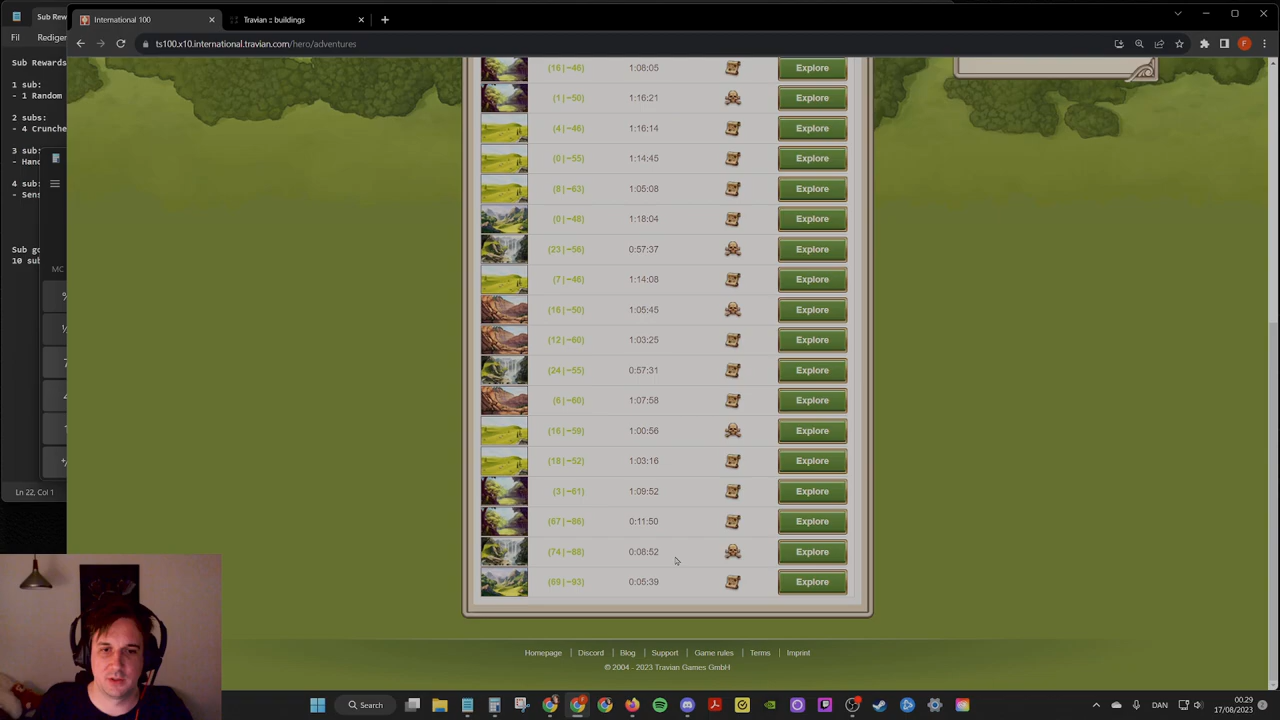 Sub Rew
International 100
Travian :: buildings
ts100.x10.international.travian.com/hero/adventures
F
Fil Rediger
Sub Rewards
1 sub:
- 1 Random
2 subs:
- 4 Crunche
3 sub
- Hand
4 sub
- Sens
Sub go
10 sub
MC
Ln 22, Col 1
(16|−46) 1:08:05 Explore
(1|−50) 1:16:21 Explore
(4|−46) 1:16:14 Explore
(0|−55) 1:14:45 Explore
(8|−63) 1:05:08 Explore
(0|−48) 1:18:04 Explore
(23|−56) 0:57:37 Explore
(7|−46) 1:14:08 Explore
(16|−50) 1:05:45 Explore
(12|−60) 1:03:25 Explore
(24|−55) 0:57:31 Explore
(6|−60) 1:07:58 Explore
(16|−59) 1:00:56 Explore
(18|−52) 1:03:16 Explore
(3|−61) 1:09:52 Explore
(67|−86) 0:11:50 Explore
(74|−88) 0:08:52 Explore
(69|−93) 0:05:39 Explore
Homepage | Discord | Blog | Support | Game rules | Terms | Imprint
© 2004 - 2023 Travian Games GmbH
Search
DAN
00.29
17/08/2023